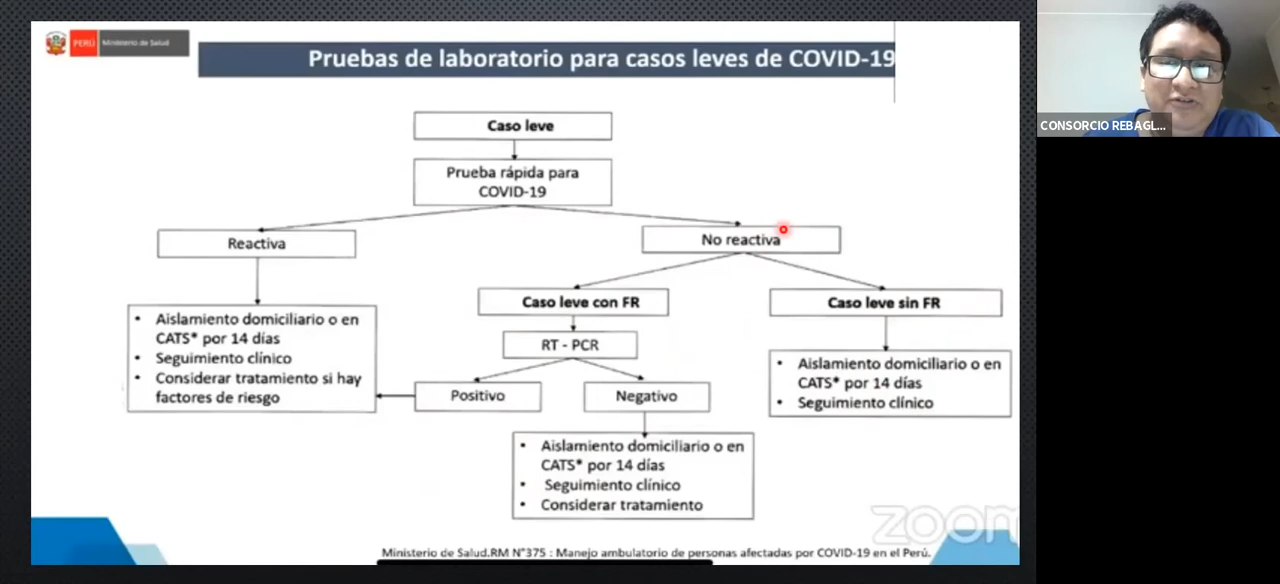 PERÚ Ministerio de Salud
Pruebas de laboratorio para casos leves de COVID-19
CONSORCIO REBAGL...
Caso leve
Prueba rápida para
COVID-19
Reactiva
No reactiva
Caso leve con FR
Caso leve sin FR
RT - PCR
• Aislamiento domiciliario o en
CATS* por 14 días
• Seguimiento clínico
• Considerar tratamiento si hay
factores de riesgo
Positivo
Negativo
• Aislamiento domiciliario o en
CATS* por 14 días
• Seguimiento clínico
• Aislamiento domiciliario o en
CATS* por 14 días
• Seguimiento clínico
• Considerar tratamiento
zoom
Ministerio de Salud.RM N°375 : Manejo ambulatorio de personas afectadas por COVID-19 en el Perú.